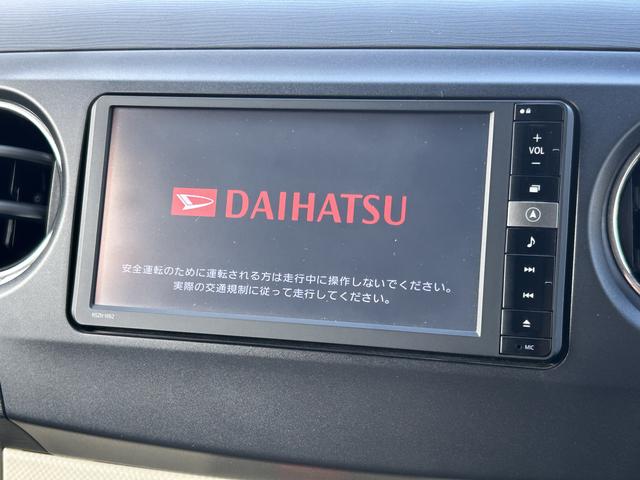 DAIHATSU
安全運転のために運転される方は走行中に操作しないでください。
実際の交通規制に従って走行してください。
NSZN-W62
+
VOL
−
MIC